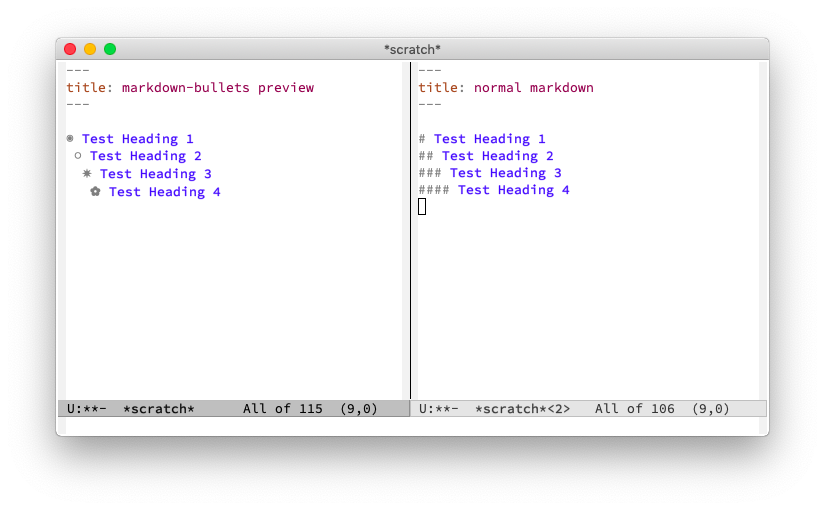 *scratch*
---
title: markdown-bullets preview
---
◉ Test Heading 1
○ Test Heading 2
✸ Test Heading 3
✿ Test Heading 4
U:**-  *scratch*      All of 115  (9,0)
---
title: normal markdown
---
# Test Heading 1
## Test Heading 2
### Test Heading 3
#### Test Heading 4
U:**-  *scratch*<2>   All of 106  (9,0)